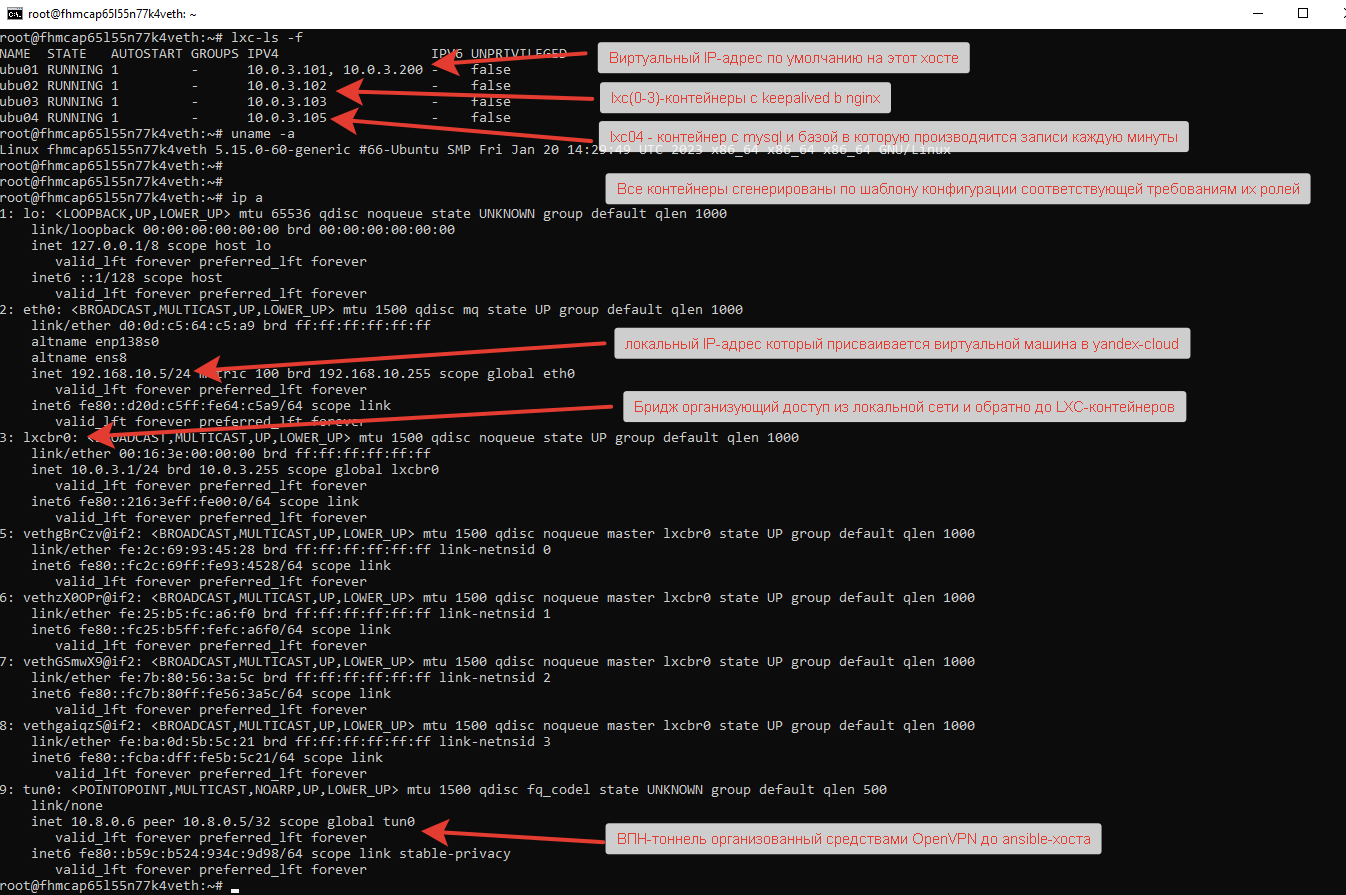 root@fhmcap65l55n77k4veth: ~
root@fhmcap65l55n77k4veth:~# lxc-ls -f
NAME STATE AUTOSTART GROUPS IPV4 IPV6 UNPRIVILEGED
Виртуальный IP-адрес по умолчанию на этот хосте
ubu01 RUNNING 1 - 10.0.3.101, 10.0.3.200 - false
ubu02 RUNNING 1 - 10.0.3.102 - false
lxc(0-3)-контейнеры с keepalived b nginx
ubu03 RUNNING 1 - 10.0.3.103 - false
ubu04 RUNNING 1 - 10.0.3.105 - false
root@fhmcap65l55n77k4veth:~# uname -a
lxc04 - контейнер с mysql и базой в которую производяится записи каждую минуты
Linux fhmcap65l55n77k4veth 5.15.0-60-generic #66-Ubuntu SMP Fri Jan 20 14:29:49 UTC 2023 x86_64 x86_64 x86_64 GNU/Linux
root@fhmcap65l55n77k4veth:~#
root@fhmcap65l55n77k4veth:~#
Все контейнеры сгенерированы по шаблону конфигурации соответствующей требованиям их ролей
root@fhmcap65l55n77k4veth:~# ip a
1: lo: <LOOPBACK,UP,LOWER_UP> mtu 65536 qdisc noqueue state UNKNOWN group default qlen 1000
link/loopback 00:00:00:00:00:00 brd 00:00:00:00:00:00
inet 127.0.0.1/8 scope host lo
valid_lft forever preferred_lft forever
inet6 ::1/128 scope host
valid_lft forever preferred_lft forever
2: eth0: <BROADCAST,MULTICAST,UP,LOWER_UP> mtu 1500 qdisc mq state UP group default qlen 1000
link/ether d0:0d:c5:64:c5:a9 brd ff:ff:ff:ff:ff:ff
altname enp138s0
локальный IP-адрес который присваивается виртуальной машина в yandex-cloud
altname ens8
inet 192.168.10.5/24 metric 100 brd 192.168.10.255 scope global eth0
valid_lft forever preferred_lft forever
inet6 fe80::d20d:c5ff:fe64:c5a9/64 scope link
Бридж организующий доступ из локальной сети и обратно до LXC-контейнеров
valid_lft forever preferred_lft forever
3: lxcbr0: <BROADCAST,MULTICAST,UP,LOWER_UP> mtu 1500 qdisc noqueue state UP group default qlen 1000
link/ether 00:16:3e:00:00:00 brd ff:ff:ff:ff:ff:ff
inet 10.0.3.1/24 brd 10.0.3.255 scope global lxcbr0
valid_lft forever preferred_lft forever
inet6 fe80::216:3eff:fe00:0/64 scope link
valid_lft forever preferred_lft forever
5: vethgBrCzv@if2: <BROADCAST,MULTICAST,UP,LOWER_UP> mtu 1500 qdisc noqueue master lxcbr0 state UP group default qlen 1000
link/ether fe:2c:69:93:45:28 brd ff:ff:ff:ff:ff:ff link-netnsid 0
inet6 fe80::fc2c:69ff:fe93:4528/64 scope link
valid_lft forever preferred_lft forever
6: vethzX0OPr@if2: <BROADCAST,MULTICAST,UP,LOWER_UP> mtu 1500 qdisc noqueue master lxcbr0 state UP group default qlen 1000
link/ether fe:25:b5:fc:a6:f0 brd ff:ff:ff:ff:ff:ff link-netnsid 1
inet6 fe80::fc25:b5ff:fefc:a6f0/64 scope link
valid_lft forever preferred_lft forever
7: vethGSmwX9@if2: <BROADCAST,MULTICAST,UP,LOWER_UP> mtu 1500 qdisc noqueue master lxcbr0 state UP group default qlen 1000
link/ether fe:7b:80:56:3a:5c brd ff:ff:ff:ff:ff:ff link-netnsid 2
inet6 fe80::fc7b:80ff:fe56:3a5c/64 scope link
valid_lft forever preferred_lft forever
8: vethgaiqzS@if2: <BROADCAST,MULTICAST,UP,LOWER_UP> mtu 1500 qdisc noqueue master lxcbr0 state UP group default qlen 1000
link/ether fe:ba:0d:5b:5c:21 brd ff:ff:ff:ff:ff:ff link-netnsid 3
inet6 fe80::fcba:dff:fe5b:5c21/64 scope link
valid_lft forever preferred_lft forever
9: tun0: <POINTOPOINT,MULTICAST,NOARP,UP,LOWER_UP> mtu 1500 qdisc fq_codel state UNKNOWN group default qlen 500
link/none
inet 10.8.0.6 peer 10.8.0.5/32 scope global tun0
valid_lft forever preferred_lft forever
ВПН-тоннель организованный средствами OpenVPN до ansible-хоста
inet6 fe80::b59c:b524:934c:9d98/64 scope link stable-privacy
valid_lft forever preferred_lft forever
root@fhmcap65l55n77k4veth:~#